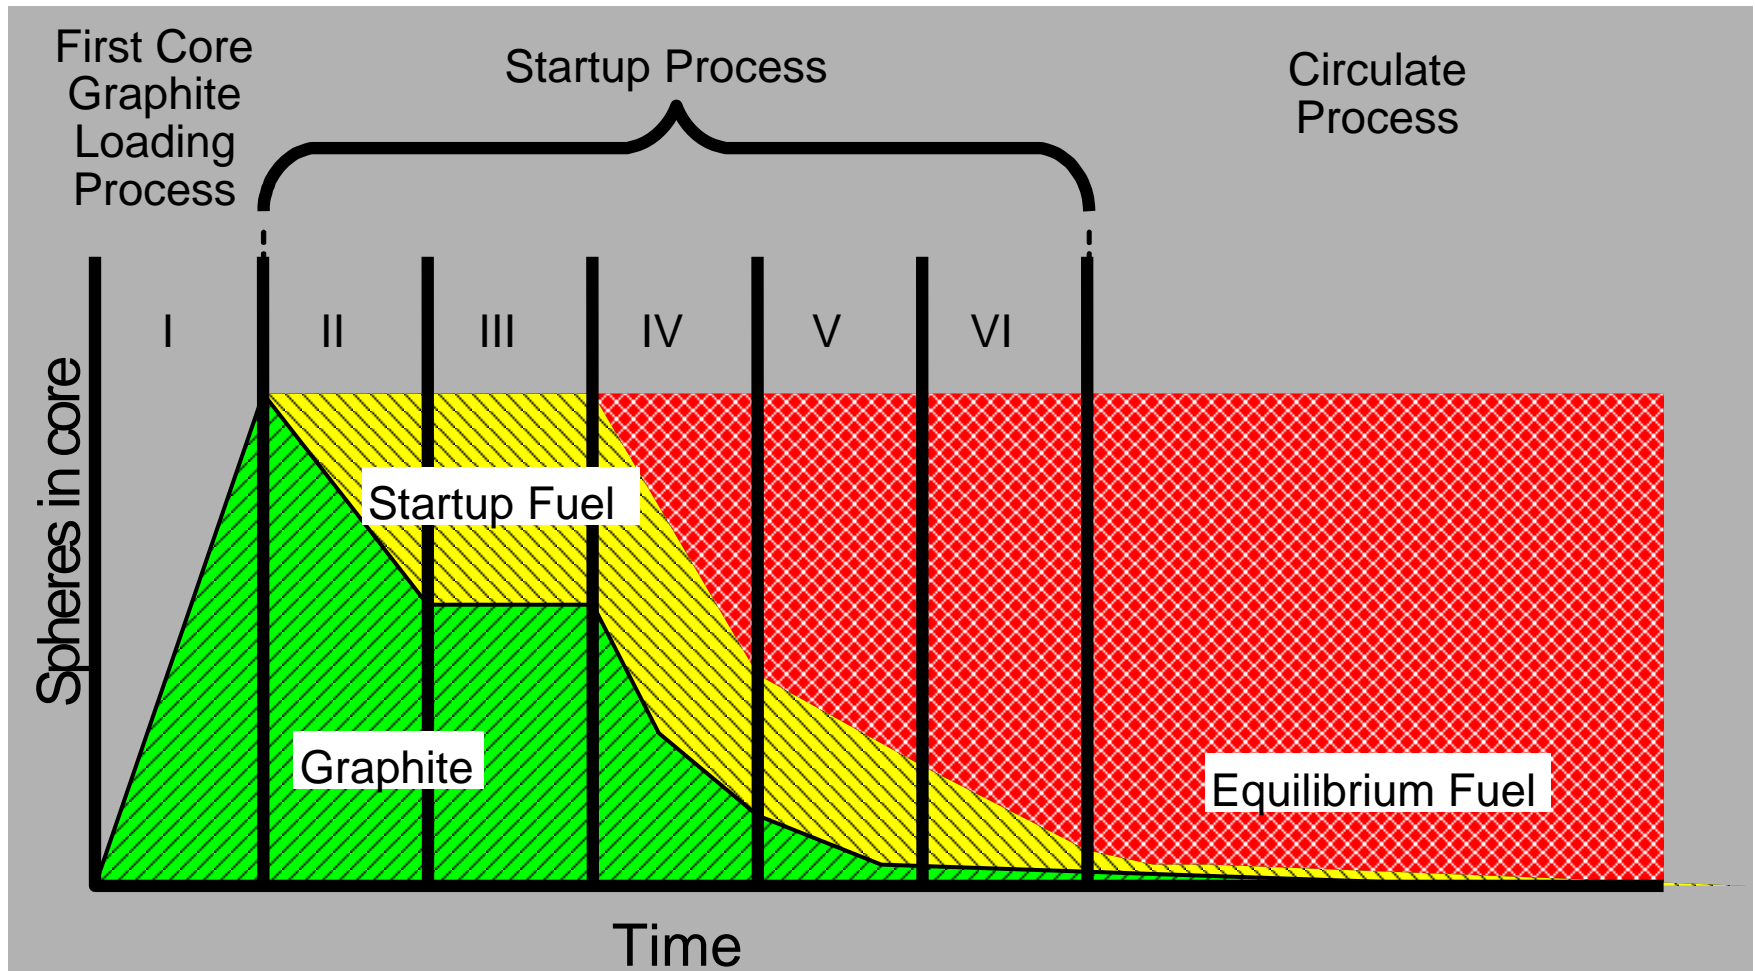 First Core
Graphite
Loading
Process
Startup Process
Circulate
Process
I
II
III
IV
V
VI
Spheres in core
Startup Fuel
Graphite
Equilibrium Fuel
Time